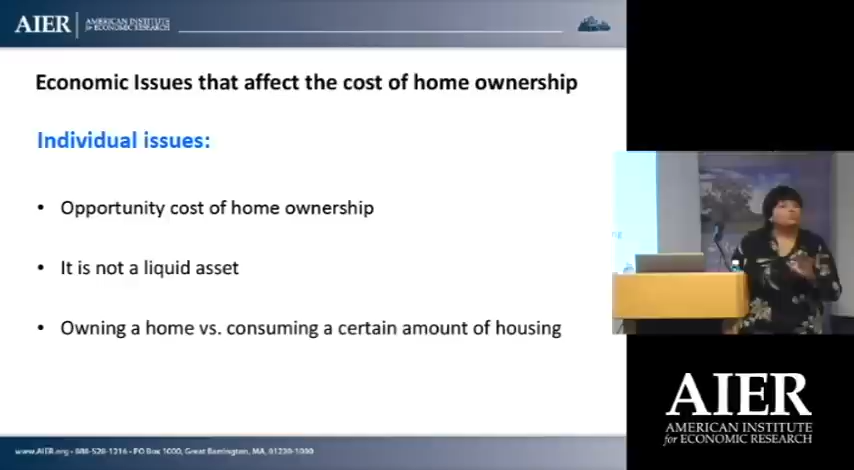 AIER AMERICAN INSTITUTE
for ECONOMIC RESEARCH
Economic Issues that affect the cost of home ownership
Individual issues:
• Opportunity cost of home ownership
• It is not a liquid asset
• Owning a home vs. consuming a certain amount of housing
www.AIER.org • 888-528-1216 • PO Box 1000, Great Barrington, MA, 01230-1000
AIER
AMERICAN INSTITUTE
for ECONOMIC RESEARCH